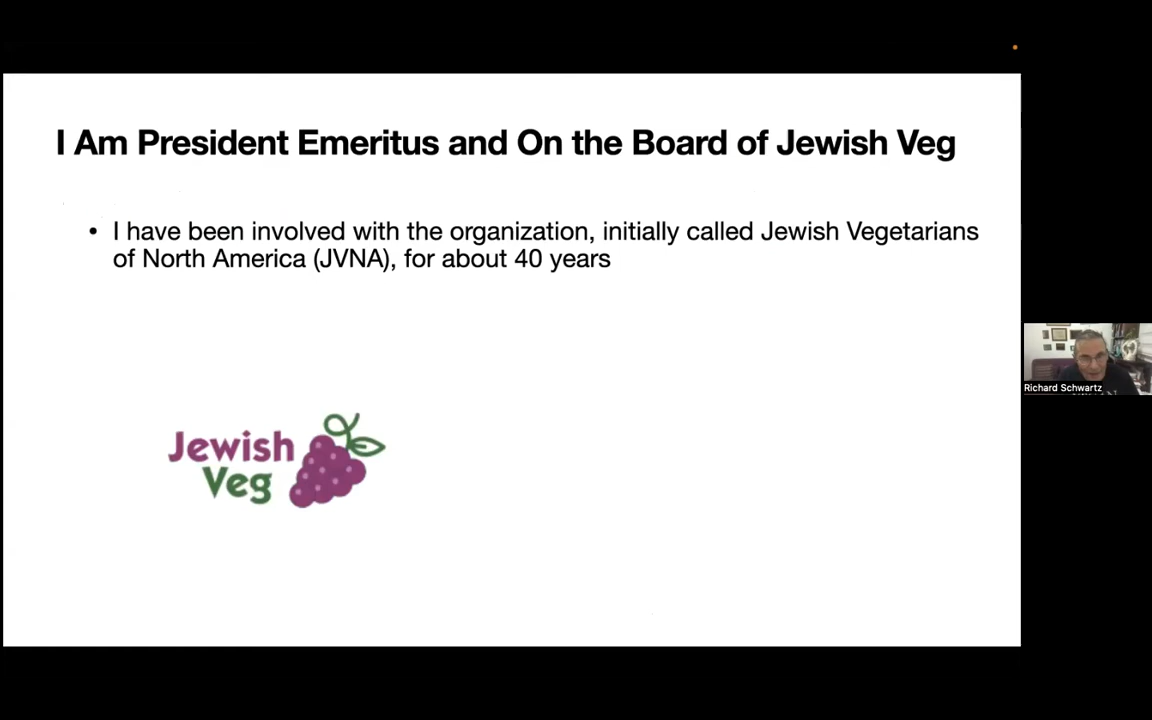 I Am President Emeritus and On the Board of Jewish Veg
• I have been involved with the organization, initially called Jewish Vegetarians
of North America (JVNA), for about 40 years
Richard Schwartz
Jewish
Veg